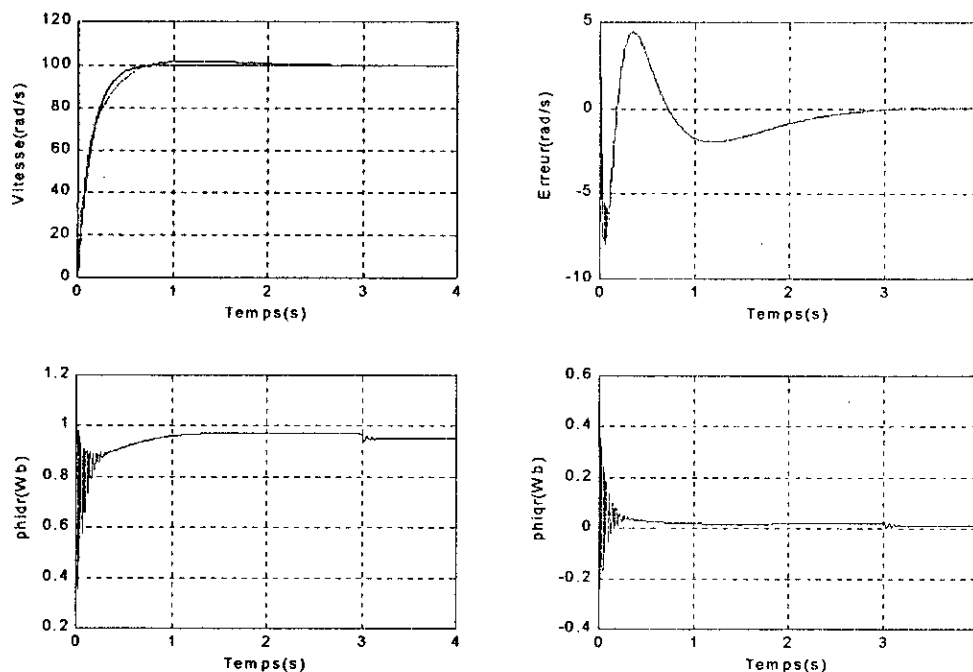 120
100
80
60
40
20
0
Vitesse(rad/s)
0 1 2 3 4
Temps(s)
5
0
-5
-10
Erreur(rad/s)
0 1 2 3
Temps(s)
1.2
1
0.8
0.6
0.4
0.2
phidr(Wb)
0 1 2 3 4
Temps(s)
0.6
0.4
0.2
0
-0.2
-0.4
phiqr(Wb)
0 1 2 3
Temps(s)